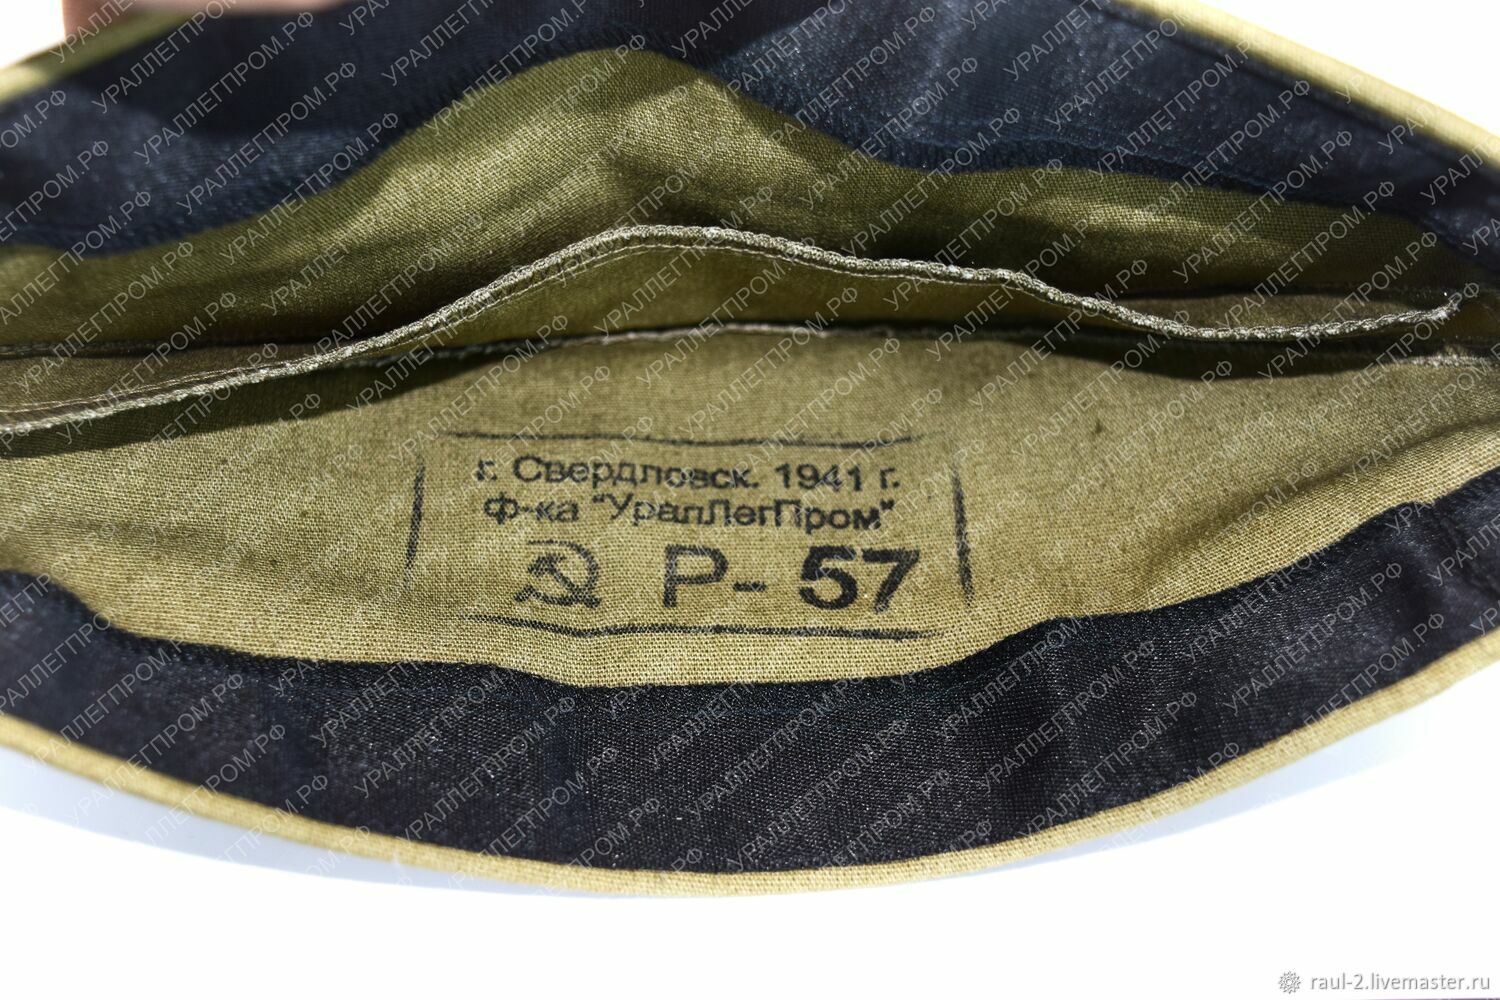 г. Свердловск. 1941 г.
ф-ка "УралЛегПром"
Р- 57
УРАЛЛЕГПРОМ.РФ
raul-2.livemaster.ru